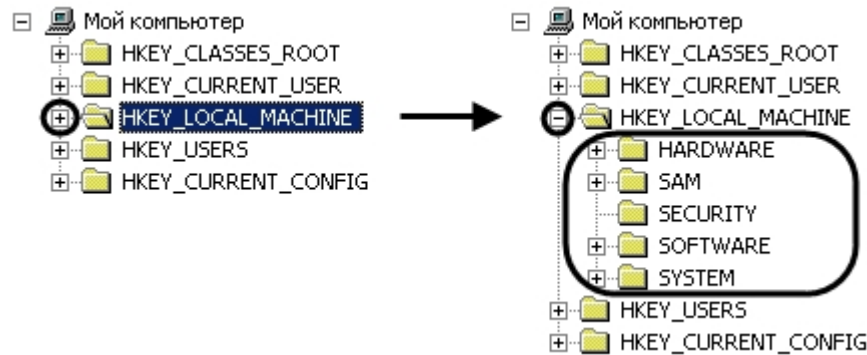 Мой компьютер
HKEY_CLASSES_ROOT
HKEY_CURRENT_USER
HKEY_LOCAL_MACHINE
HKEY_USERS
HKEY_CURRENT_CONFIG
Мой компьютер
HKEY_CLASSES_ROOT
HKEY_CURRENT_USER
HKEY_LOCAL_MACHINE
HARDWARE
SAM
SECURITY
SOFTWARE
SYSTEM
HKEY_USERS
HKEY_CURRENT_CONFIG